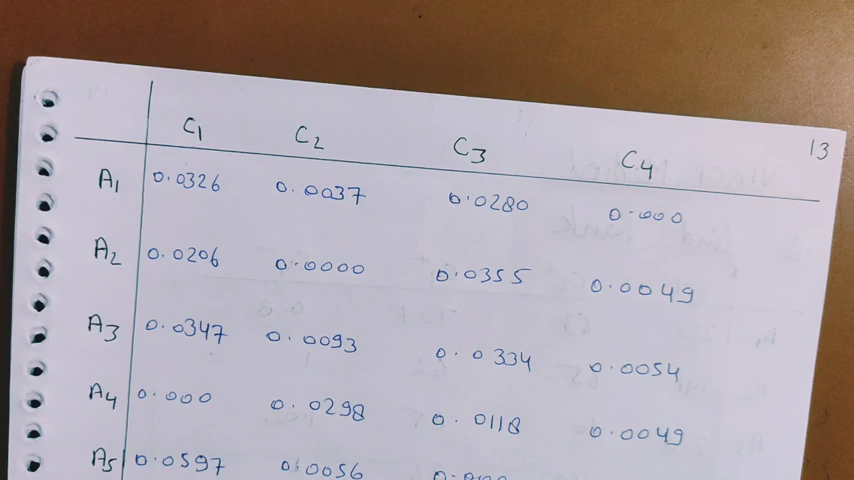 13
C1 C2 C3 C4
A1 0.0326 0.0037 0.0280 0.000
A2 0.0206 0.0000 0.0355 0.0049
A3 0.0347 0.0093 0.0334 0.0054
A4 0.000 0.0298 0.0118 0.0049
A5 0.0597 0.0056